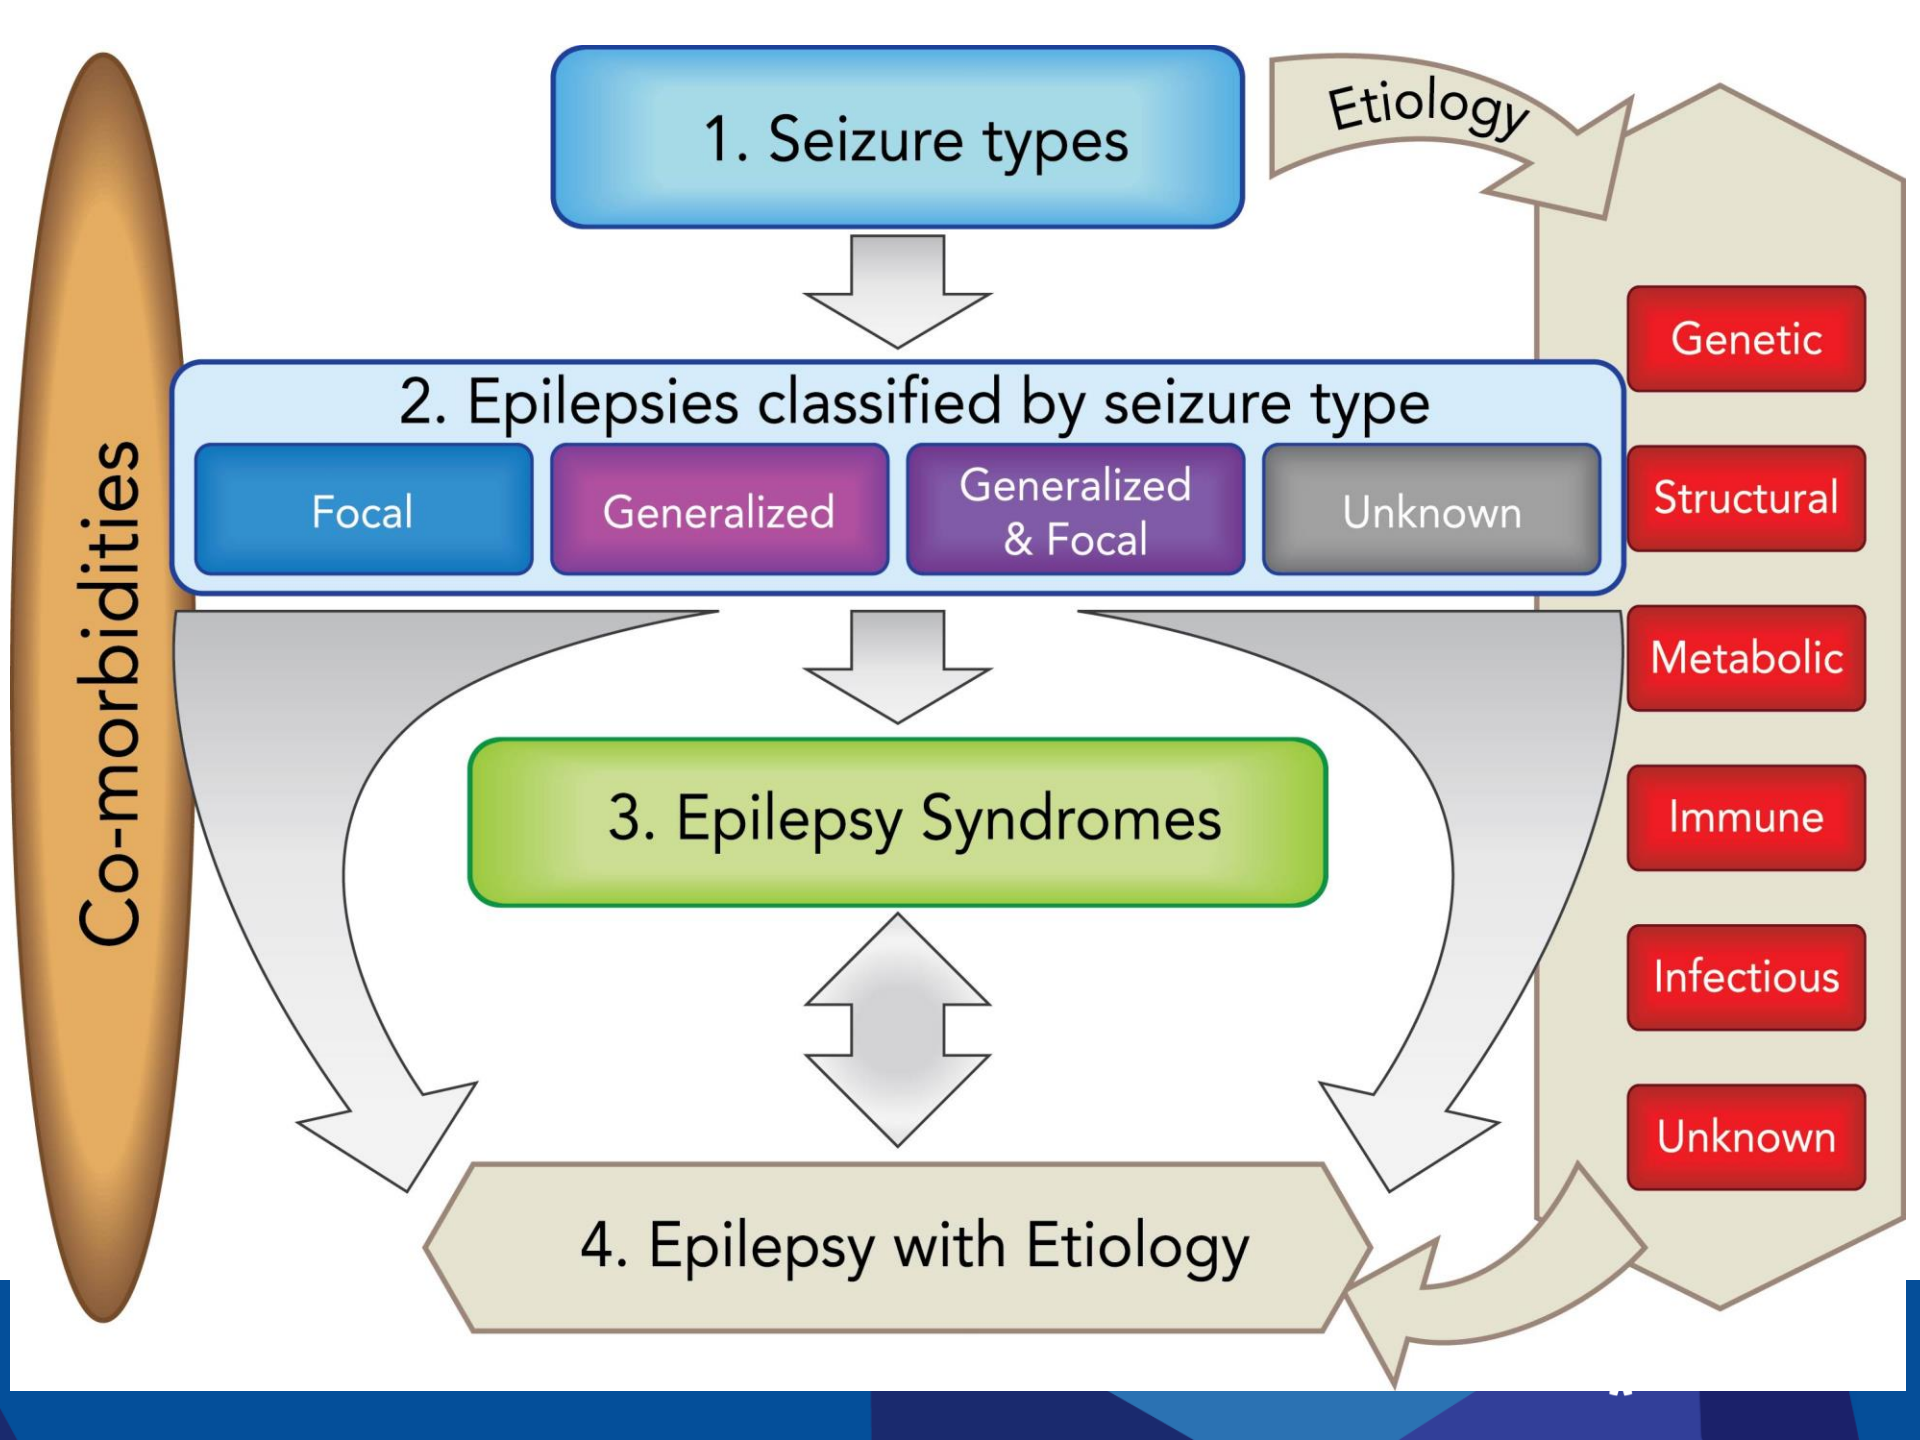 1. Seizure types
Etiology
Co-morbidities
2. Epilepsies classified by seizure type
Focal
Generalized
Generalized
& Focal
Unknown
3. Epilepsy Syndromes
4. Epilepsy with Etiology
Genetic
Structural
Metabolic
Immune
Infectious
Unknown